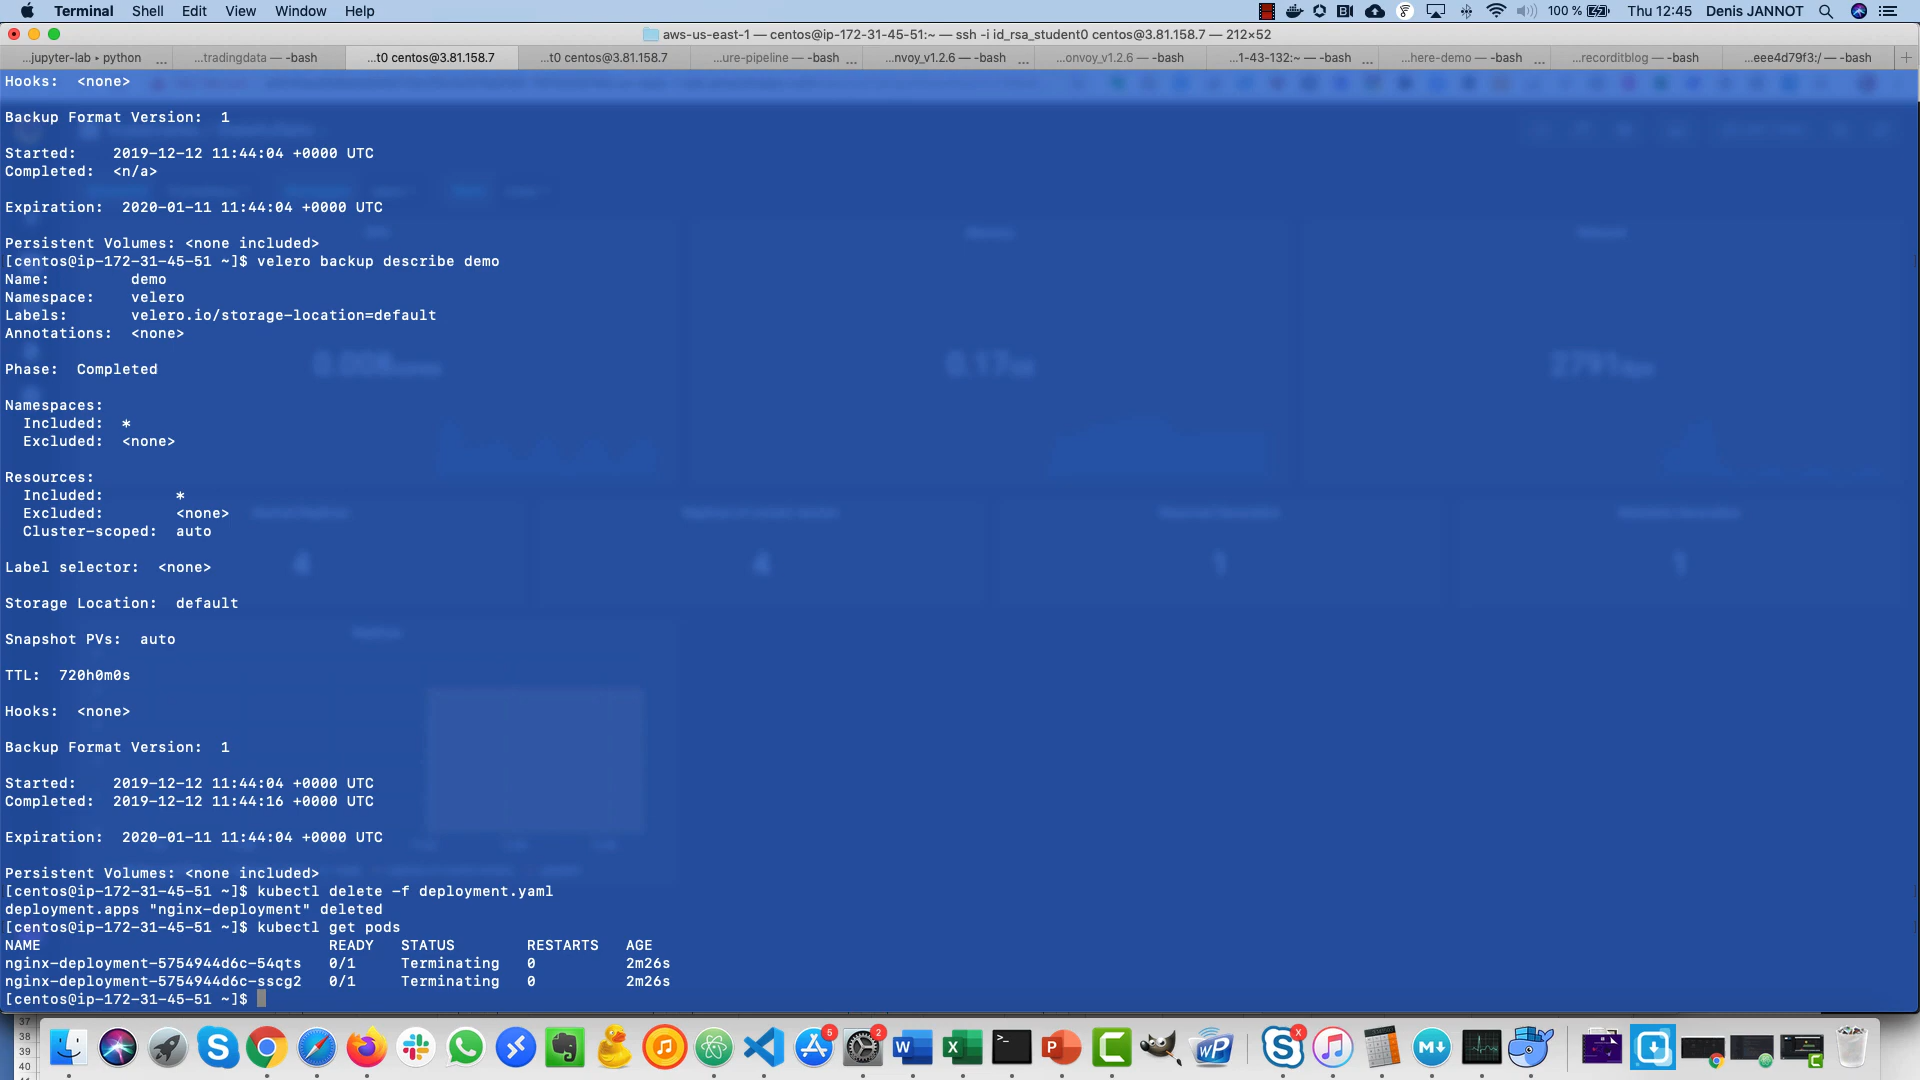 Terminal Shell Edit View Window Help 100 % Thu 12:45 Denis JANNOT
aws-us-east-1 — centos@ip-172-31-45-51:~ — ssh -i id_rsa_student0 centos@3.81.158.7 — 212×52
...jupyter-lab ▸ python ... ...tradingdata — -bash ...t0 centos@3.81.158.7 ...t0 centos@3.81.158.7 ...ure-pipeline — -bash ... ...nvoy_v1.2.6 — -bash ... ...onvoy_v1.2.6 — -bash ...1-43-132:~ — -bash ... ...here-demo — -bash ... ...recorditblog — -bash ...eee4d79f3:/ — -bash
Hooks: <none>
Backup Format Version: 1
Started: 2019-12-12 11:44:04 +0000 UTC
Completed: <n/a>
Expiration: 2020-01-11 11:44:04 +0000 UTC
Persistent Volumes: <none included>
[centos@ip-172-31-45-51 ~]$ velero backup describe demo
Name: demo
Namespace: velero
Labels: velero.io/storage-location=default
Annotations: <none>
Phase: Completed
Namespaces:
Included: *
Excluded: <none>
Resources:
Included: *
Excluded: <none>
Cluster-scoped: auto
Label selector: <none>
Storage Location: default
Snapshot PVs: auto
TTL: 720h0m0s
Hooks: <none>
Backup Format Version: 1
Started: 2019-12-12 11:44:04 +0000 UTC
Completed: 2019-12-12 11:44:16 +0000 UTC
Expiration: 2020-01-11 11:44:04 +0000 UTC
Persistent Volumes: <none included>
[centos@ip-172-31-45-51 ~]$ kubectl delete -f deployment.yaml
deployment.apps "nginx-deployment" deleted
[centos@ip-172-31-45-51 ~]$ kubectl get pods
NAME READY STATUS RESTARTS AGE
nginx-deployment-5754944d6c-54qts 0/1 Terminating 0 2m26s
nginx-deployment-5754944d6c-sscg2 0/1 Terminating 0 2m26s
[centos@ip-172-31-45-51 ~]$
37
38
39
40
5
2